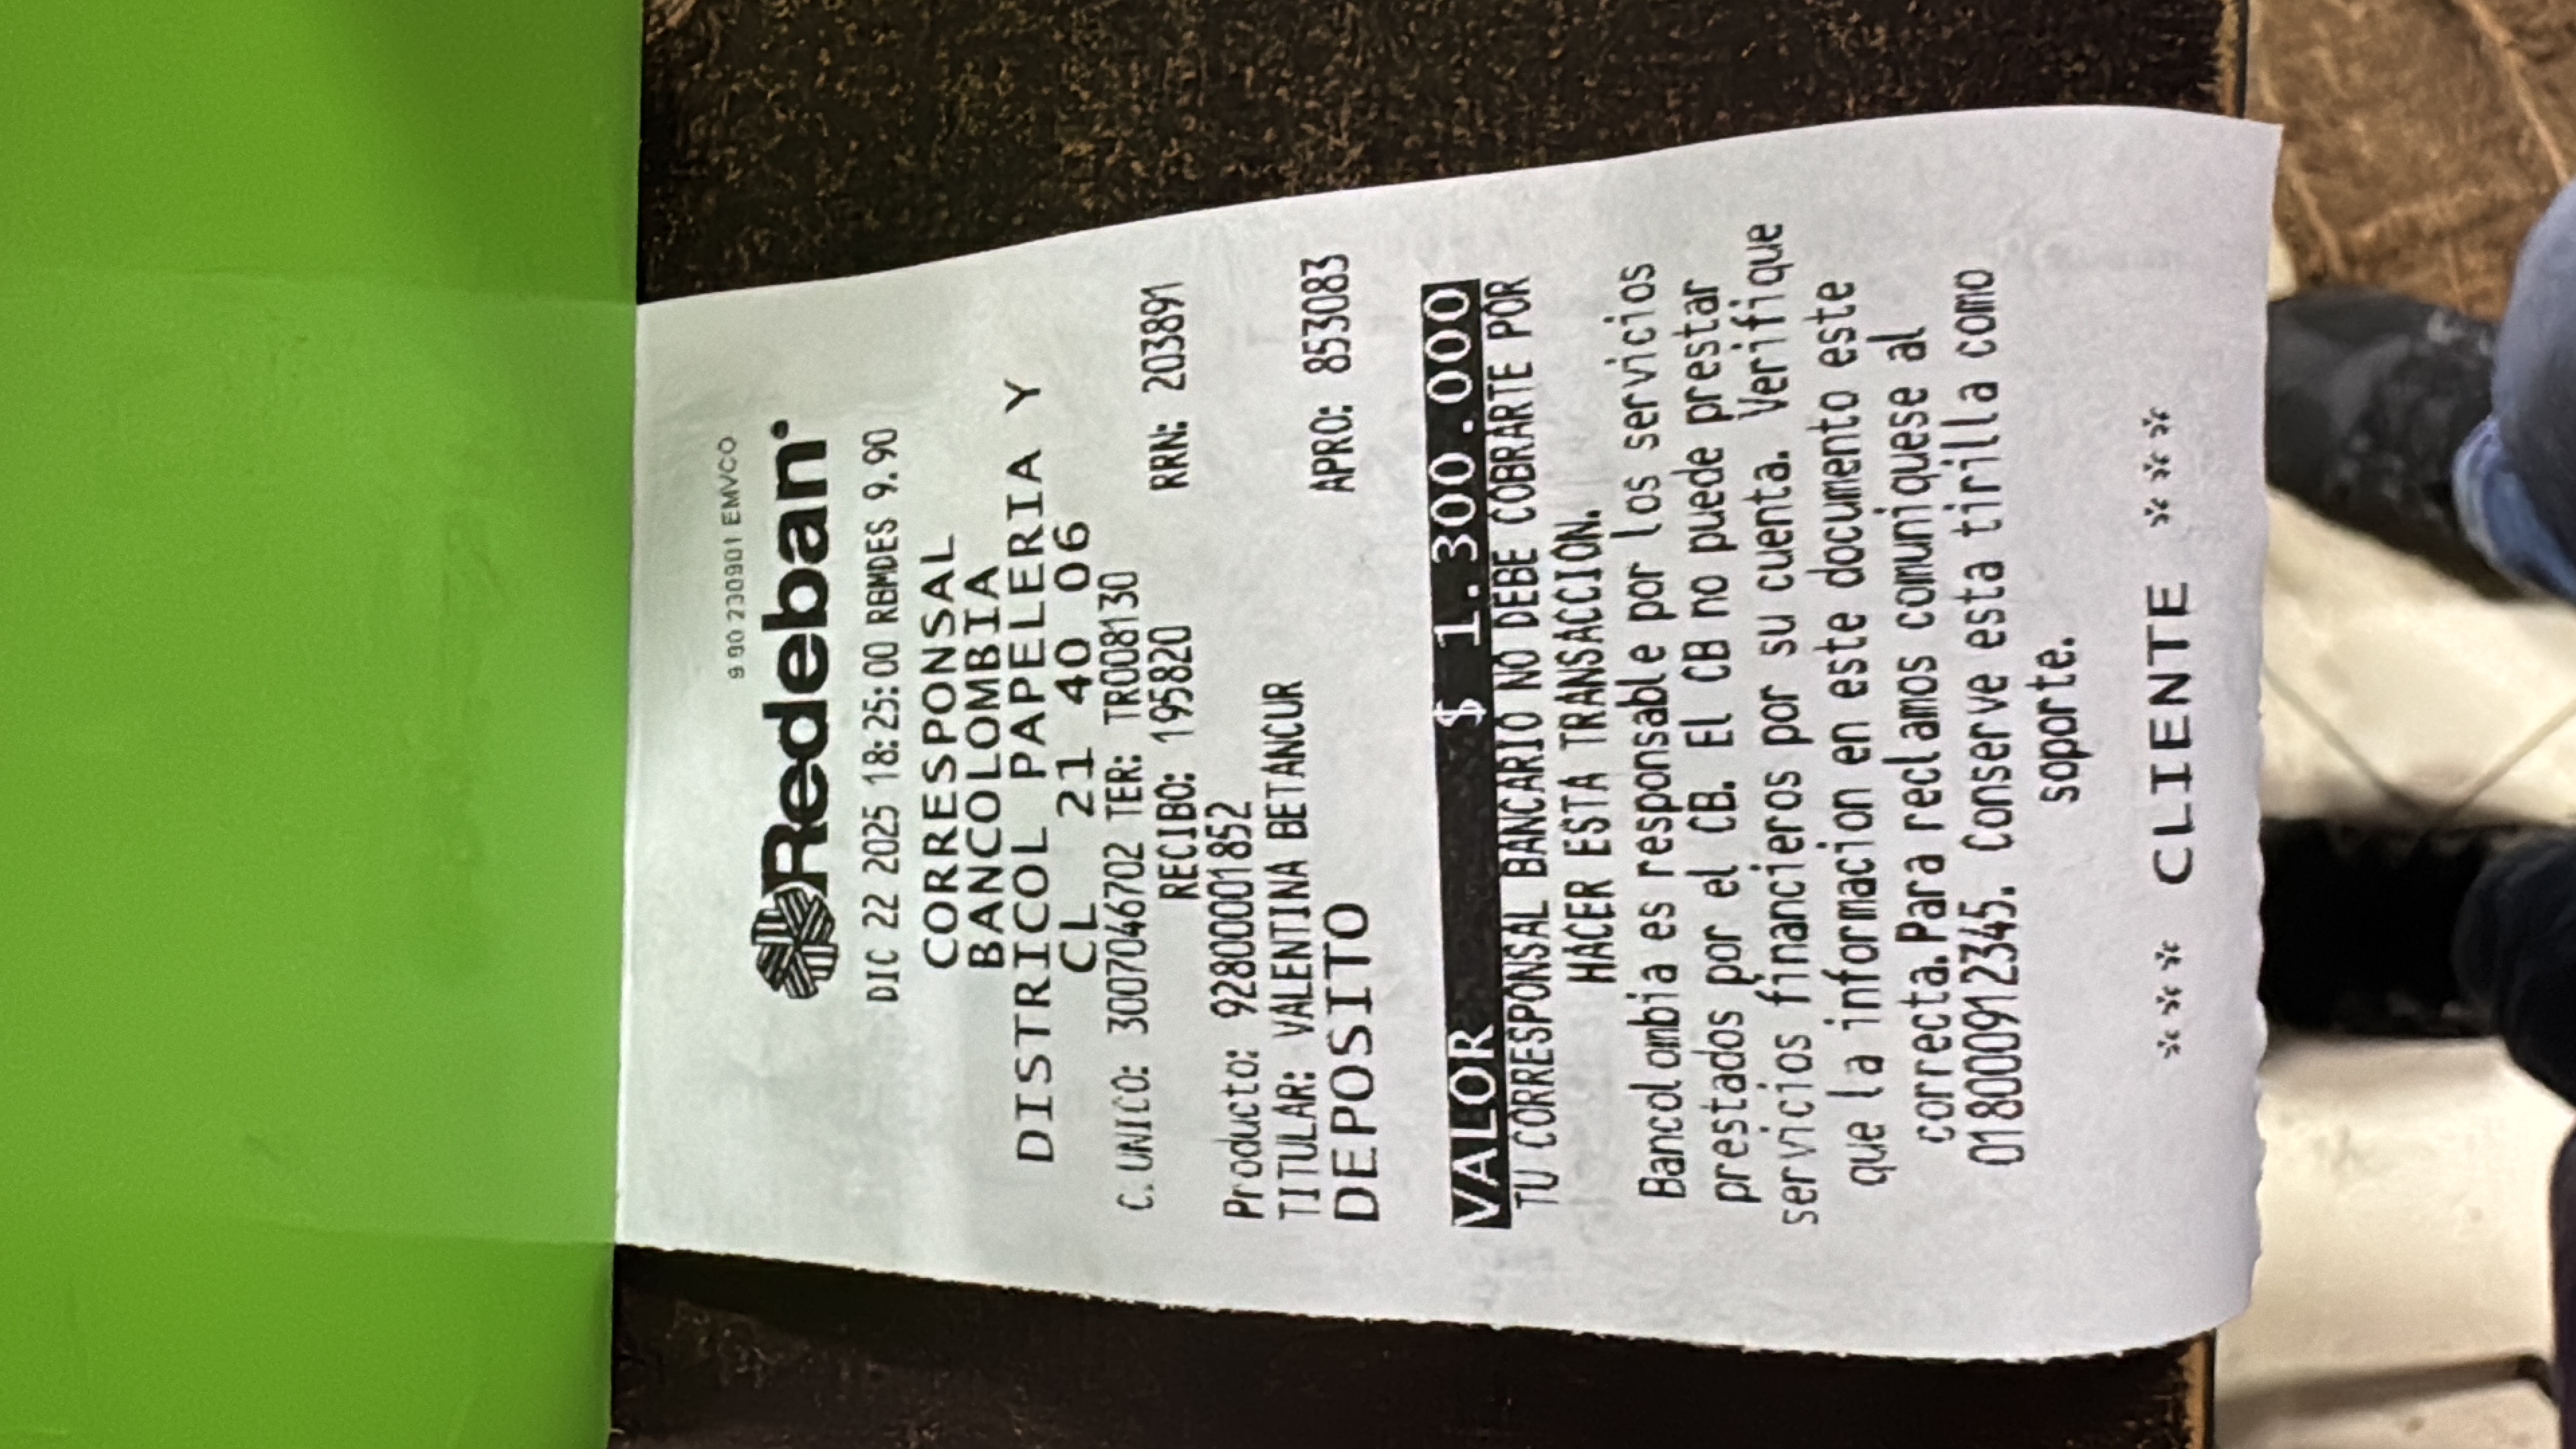 9.90 230901 EMVCO
Redeban
DIC 22 2025 18:25:00 RBMDES 9.90
CORRESPONSAL
BANCOLOMBIA
DISTRICOL PAPELERIA Y
CL 21 40 06
C. UNICO: 3007046702 TER: TR008130
RECIBO: 195820 RRN: 203891
Producto: 92800001852
TITULAR: VALENTINA BETANCUR
DEPOSITO APRO: 853083
VALOR $ 1.300.000
TU CORRESPONSAL BANCARIO NO DEBE COBRARTE POR
HACER ESTA TRANSACCION.
Bancolombia es responsable por los servicios
prestados por el CB. El CB no puede prestar
servicios financieros por su cuenta. Verifique
que la informacion en este documento este
correcta.Para reclamos comuniquese al
018000912345. Conserve esta tirilla como
soporte.
*** CLIENTE ***